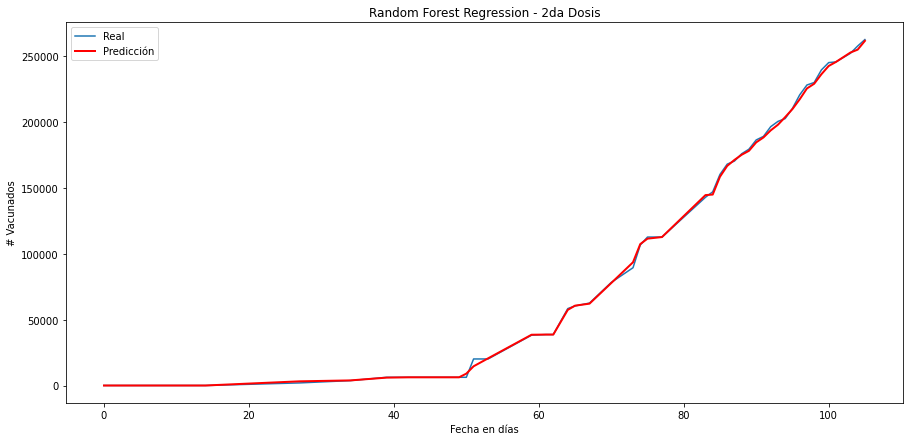 Random Forest Regression - 2da Dosis
Real
Predicción
# Vacunados
250000
200000
150000
100000
50000
0
0 20 40 60 80 100
Fecha en días